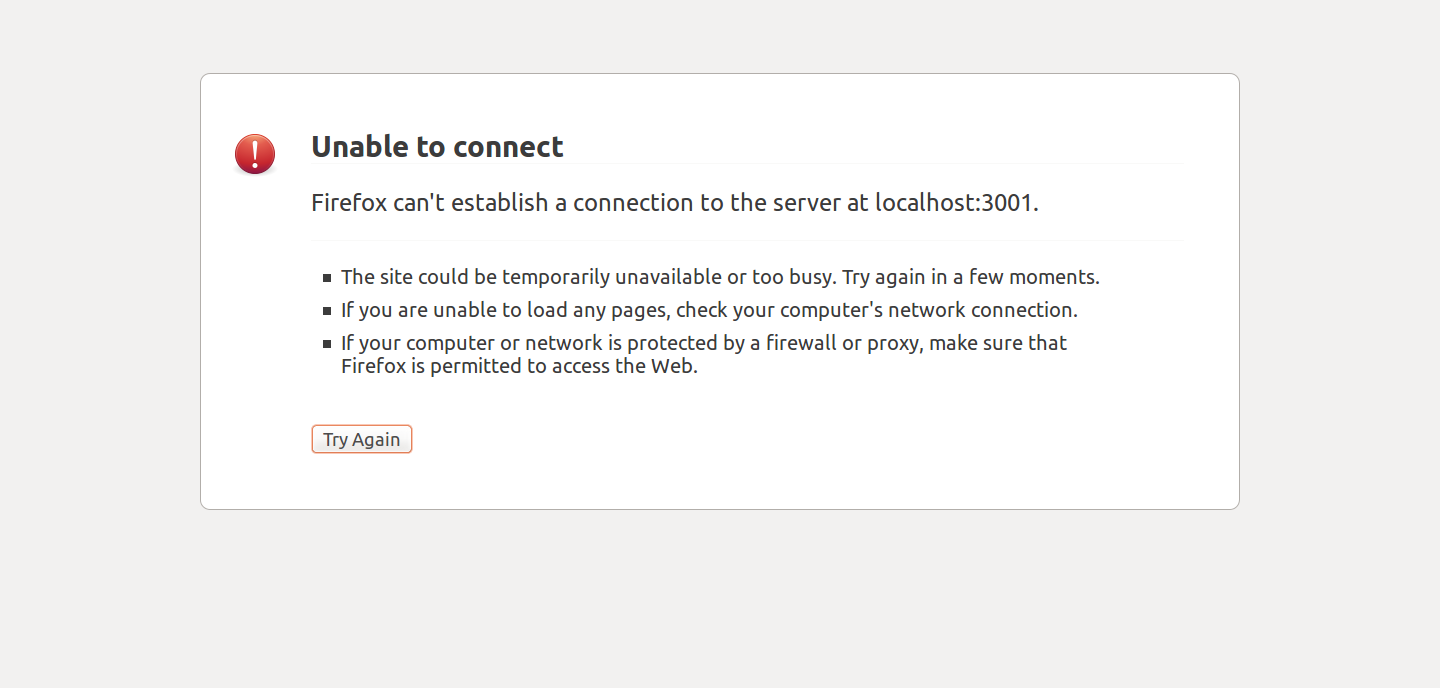 Unable to connect
Firefox can't establish a connection to the server at localhost:3001.
The site could be temporarily unavailable or too busy. Try again in a few moments.
If you are unable to load any pages, check your computer's network connection.
If your computer or network is protected by a firewall or proxy, make sure that
Firefox is permitted to access the Web.
Try Again